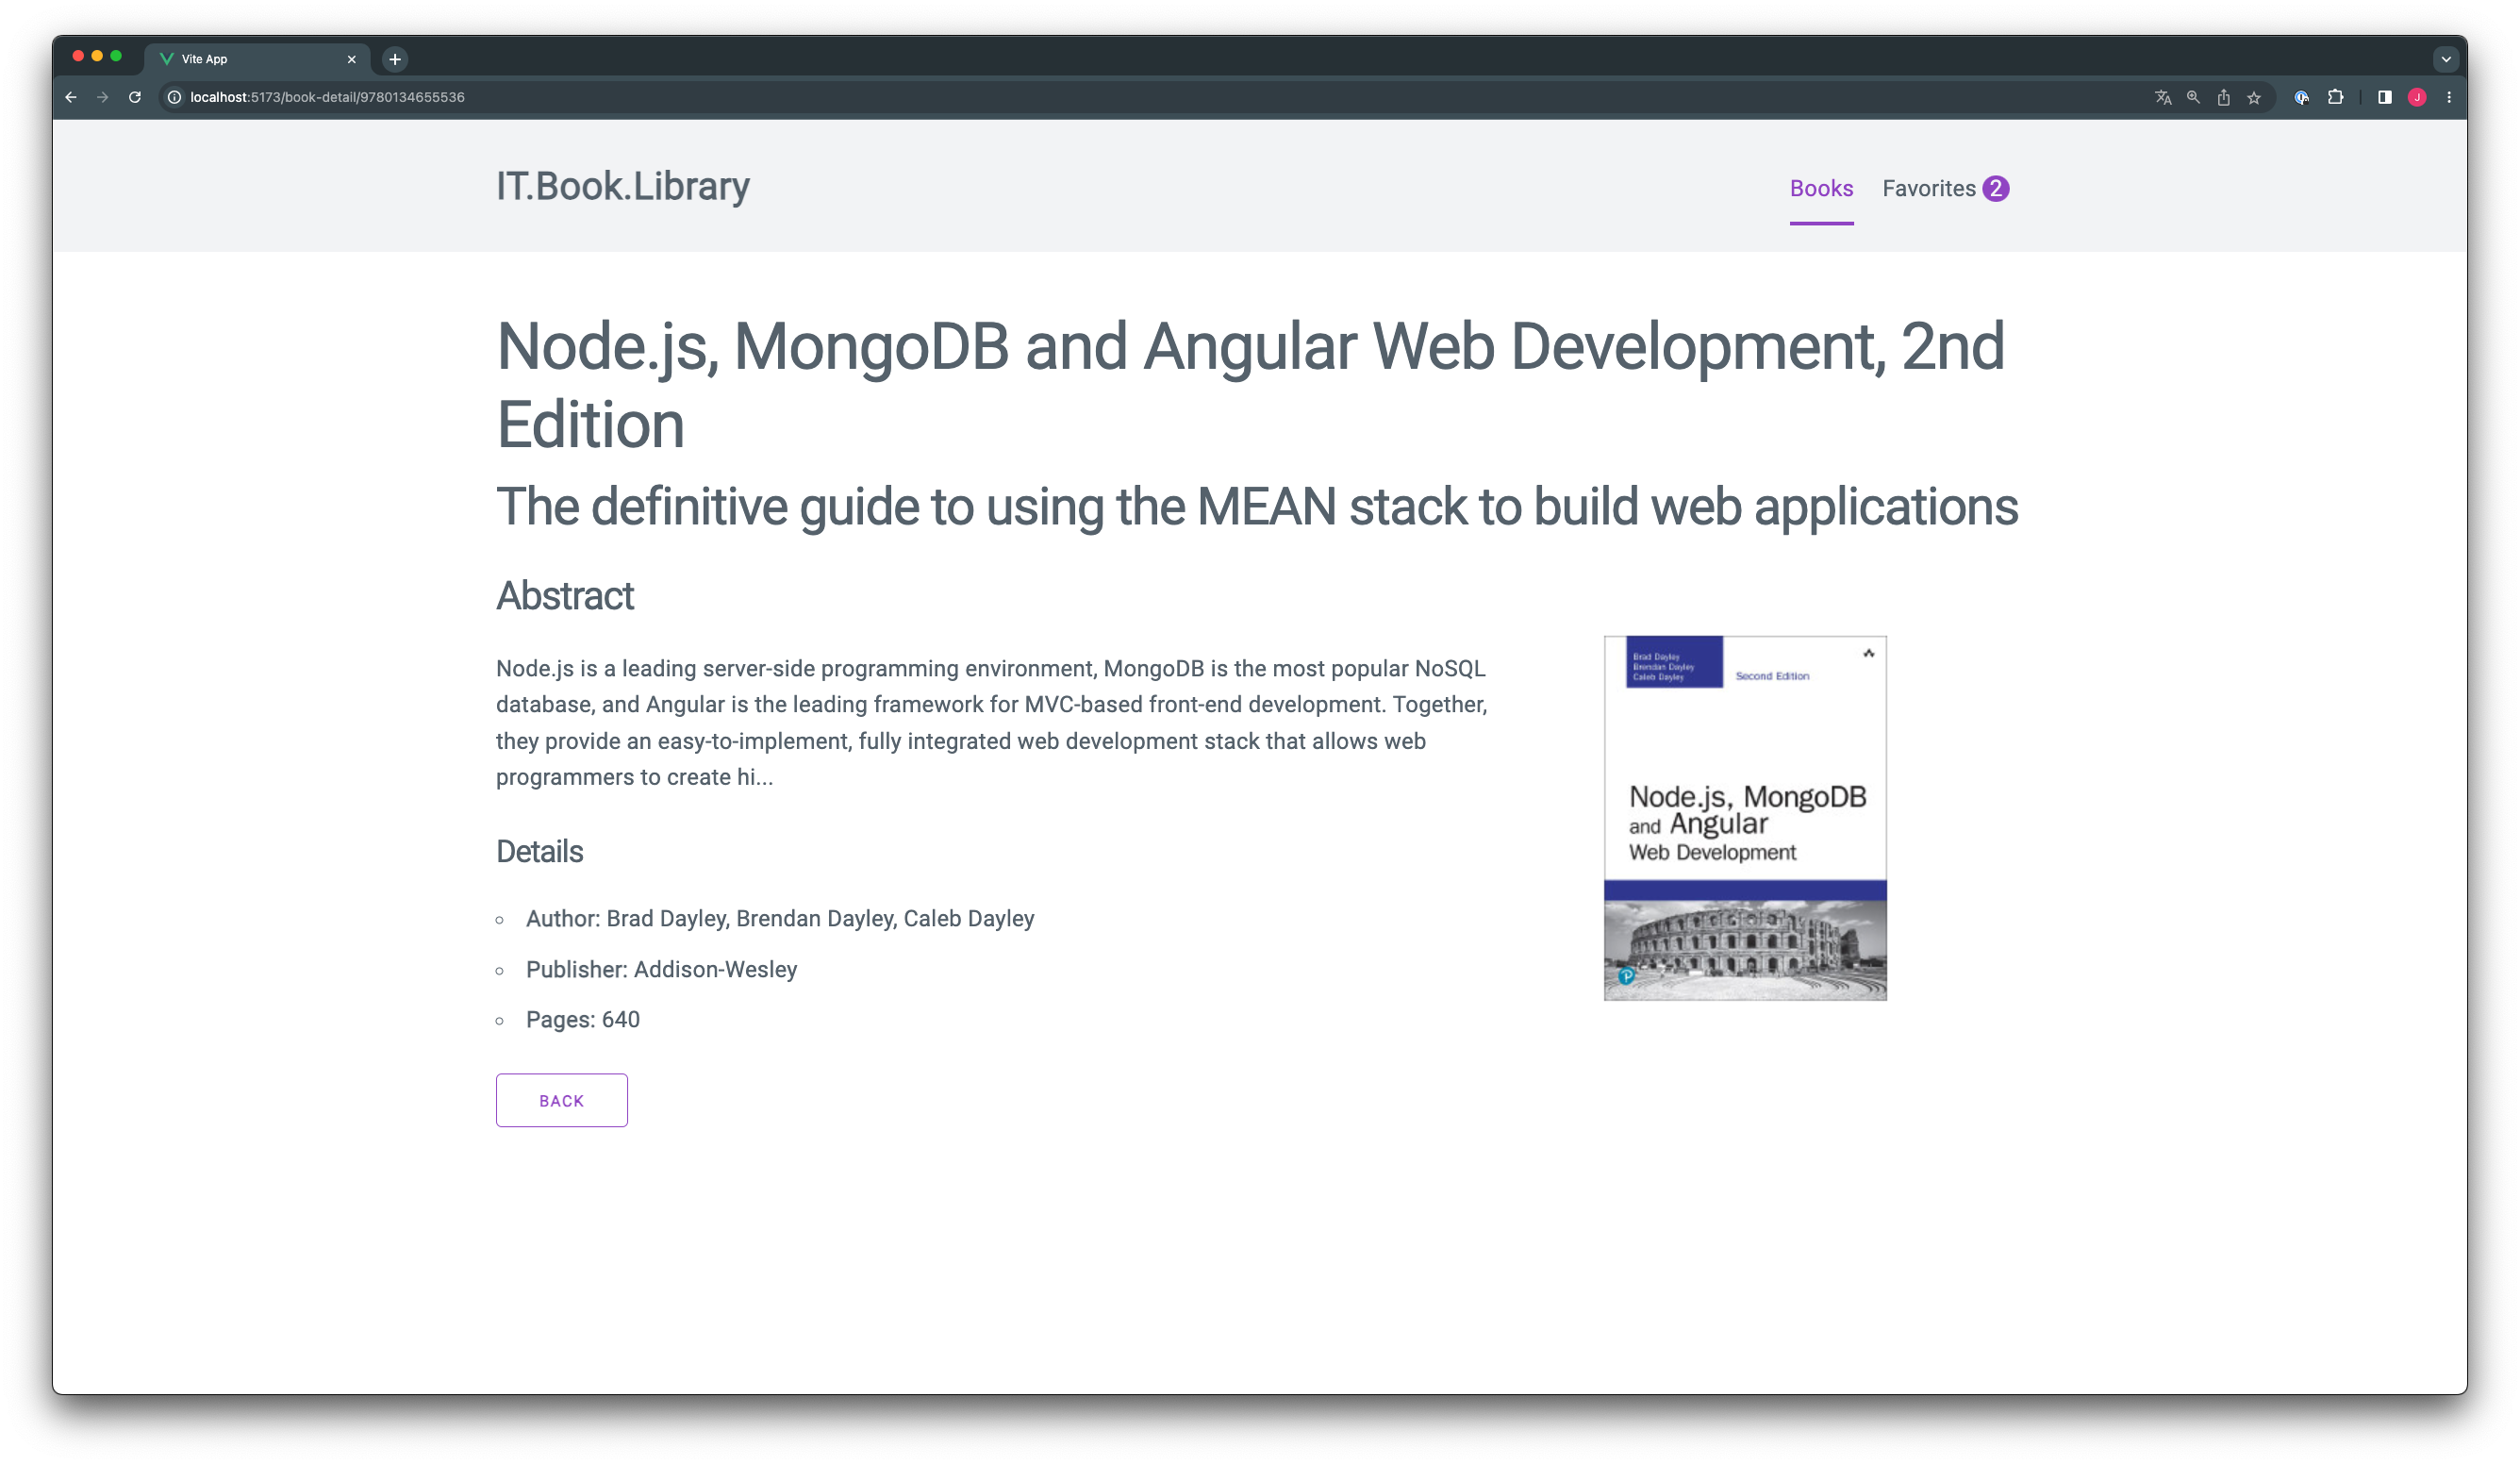 Vite App
localhost:5173/book-detail/9780134655536
J
IT.Book.Library
Books
Favorites 2
Node.js, MongoDB and Angular Web Development, 2nd
Edition
The definitive guide to using the MEAN stack to build web applications
Abstract
Node.js is a leading server-side programming environment, MongoDB is the most popular NoSQL
database, and Angular is the leading framework for MVC-based front-end development. Together,
they provide an easy-to-implement, fully integrated web development stack that allows web
programmers to create hi...
Brad Dayley
Brendan Dayley
Caleb Dayley
Second Edition
Node.js, MongoDB
and Angular
Web Development
Details
Author: Brad Dayley, Brendan Dayley, Caleb Dayley
Publisher: Addison-Wesley
Pages: 640
BACK